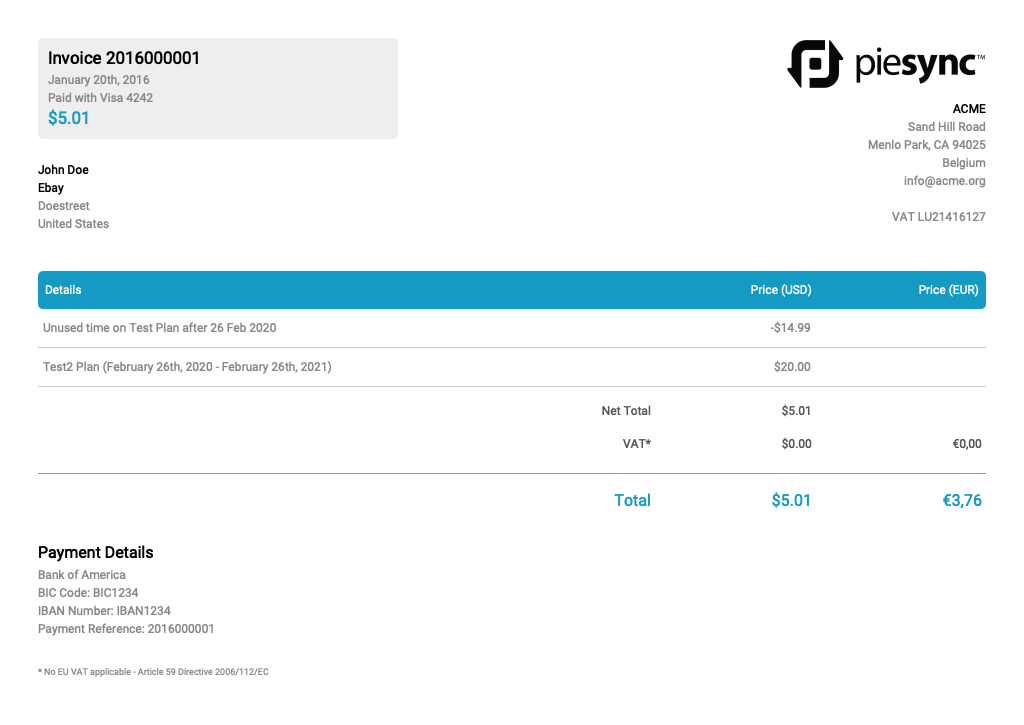 Invoice 2016000001
January 20th, 2016
Paid with Visa 4242
$5.01
piesync™
ACME
Sand Hill Road
Menlo Park, CA 94025
Belgium
info@acme.org
VAT LU21416127
John Doe
Ebay
Doestreet
United States
Details Price (USD) Price (EUR)
Unused time on Test Plan after 26 Feb 2020 -$14.99
Test2 Plan (February 26th, 2020 - February 26th, 2021) $20.00
Net Total $5.01
VAT* $0.00 €0,00
Total $5.01 €3,76
Payment Details
Bank of America
BIC Code: BIC1234
IBAN Number: IBAN1234
Payment Reference: 2016000001
* No EU VAT applicable - Article 59 Directive 2006/112/EC